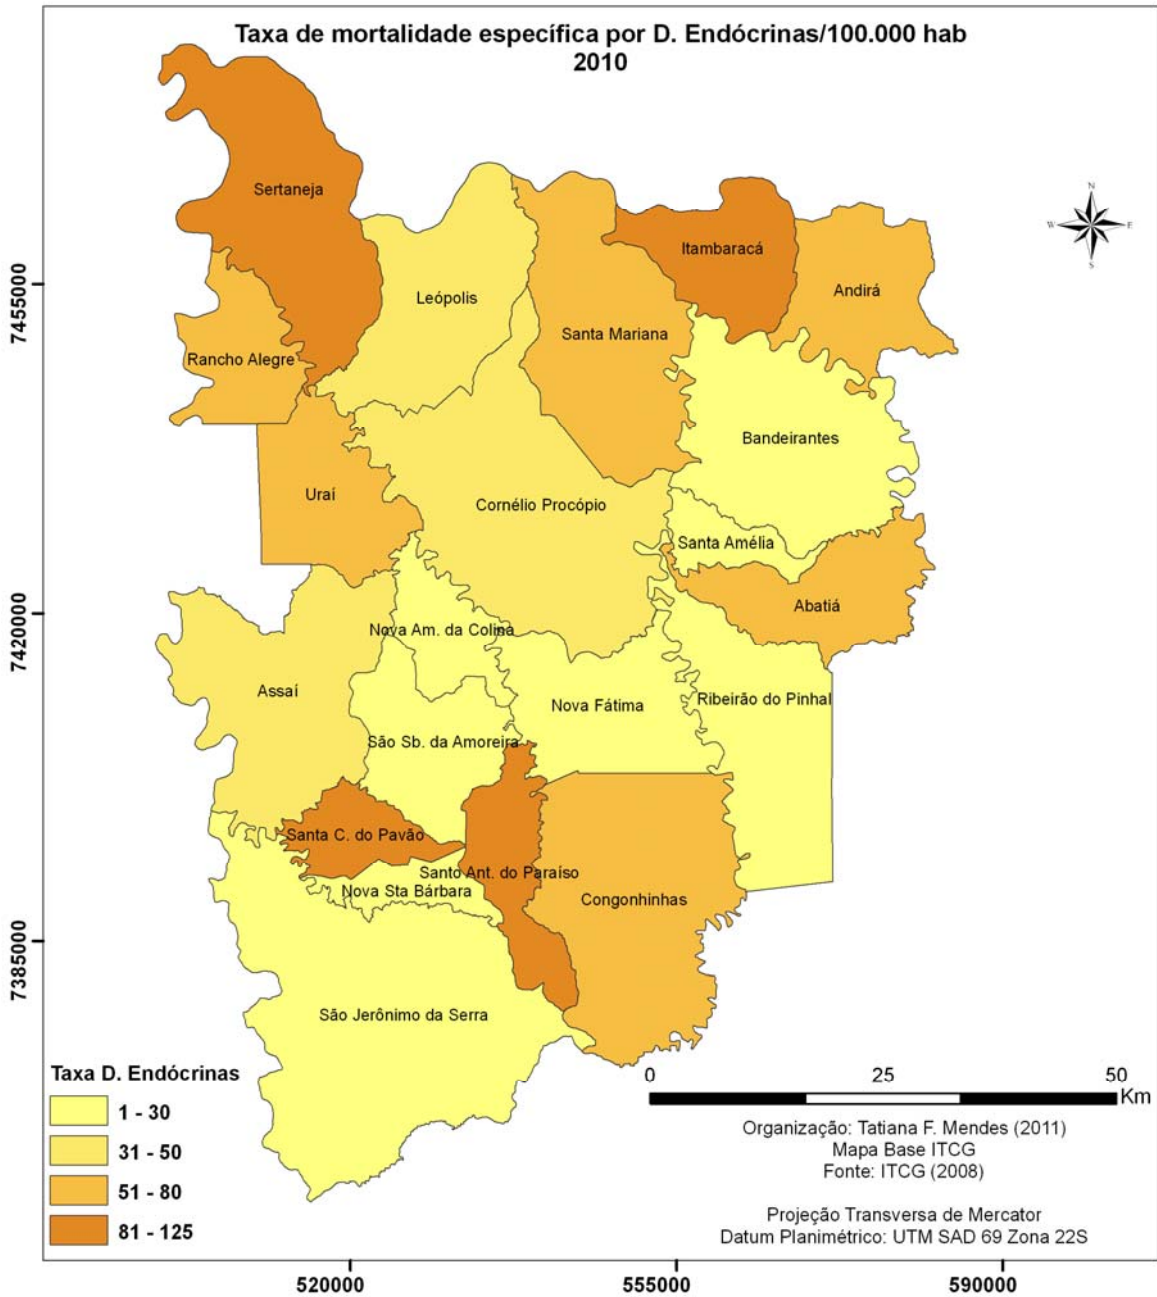 Taxa de mortalidade específica por D. Endócrinas/100.000 hab
2010
Sertaneja
N
W E
S
Itambaracá
Andirá
Leópolis
7455000
Santa Mariana
Rancho Alegre
Bandeirantes
Uraí
Cornélio Procópio
Santa Amélia
Abatiá
7420000
Nova Am. da Colina
Assaí
Ribeirão do Pinhal
Nova Fátima
São Sb. da Amoreira
Santa C. do Pavão
Santo Ant. do Paraíso
Nova Sta Bárbara
Congonhinhas
7385000
São Jerônimo da Serra
Taxa D. Endócrinas
1 - 30
31 - 50
51 - 80
81 - 125
0 25 50
Km
Organização: Tatiana F. Mendes (2011)
Mapa Base ITCG
Fonte: ITCG (2008)
Projeção Transversa de Mercator
Datum Planimétrico: UTM SAD 69 Zona 22S
520000 555000 590000